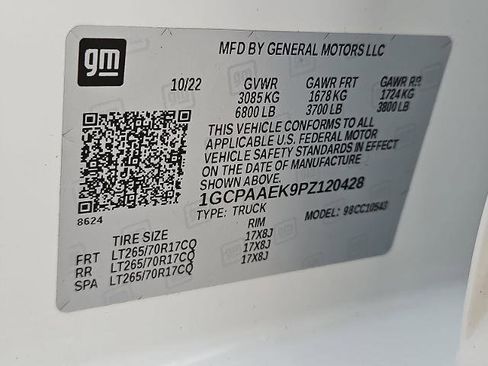 gm
MFD BY GENERAL MOTORS LLC
10/22 GVWR GAWR FRT GAWR RR
3085 KG 1678 KG 1724 KG
6800 LB 3700 LB 3800 LB
THIS VEHICLE CONFORMS TO ALL
APPLICABLE U.S. FEDERAL MOTOR
VEHICLE SAFETY STANDARDS IN EFFECT
ON THE DATE OF MANUFACTURE
SHOWN ABOVE.
1GCPAAEK9PZ120428
8624
TYPE: TRUCK MODEL: 98CC10543
TIRE SIZE RIM
FRT LT265/70R17CQ 17X8J
RR LT265/70R17CQ 17X8J
SPA LT265/70R17CQ 17X8J